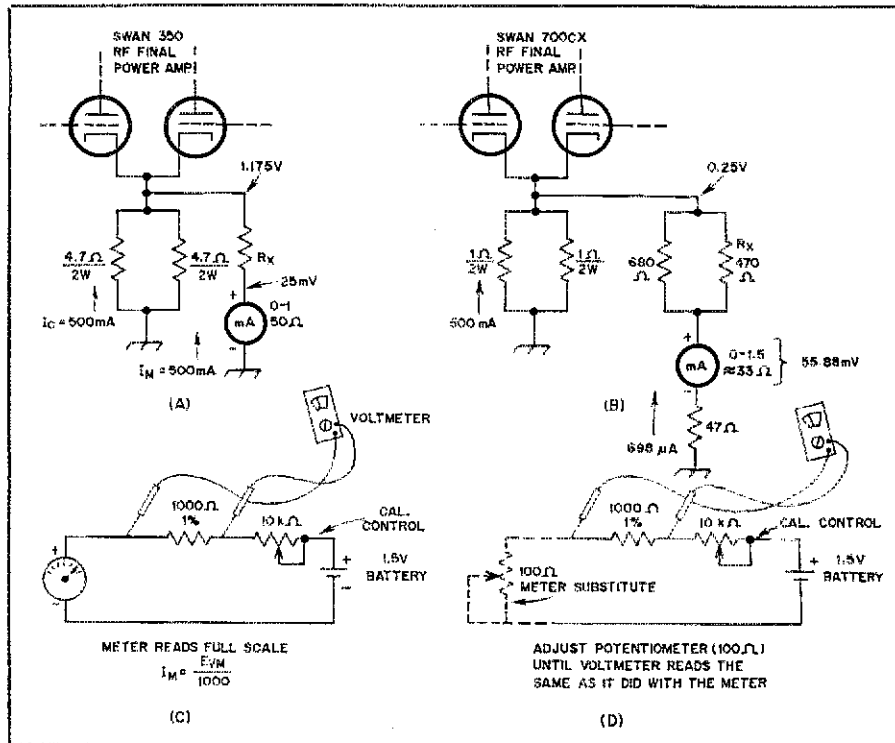 SWAN 350
RF FINAL
POWER AMP.
1.175V
4.7Ω
2W
4.7Ω
2W
RX
25mV
IC = 500mA
+
mA
0-1
50Ω
-
IM = 500mA
(A)
SWAN 700CX
RF FINAL
POWER AMP.
0.25V
1Ω
2W
1Ω
2W
680
Ω
RX
470
Ω
500 mA
+
mA
0-1.5
≈33Ω
55.88mV
-
(B)
698 μA
47Ω
VOLTMETER
1000Ω
1%
10kΩ
CAL. CONTROL
+
1.5V
BATTERY
-
+
-
METER READS FULL SCALE
IM = EVM
1000
(C)
1000Ω
1%
10kΩ
CAL. CONTROL
100Ω
METER SUBSTITUTE
+
1.5V
BATTERY
ADJUST POTENTIOMETER (100Ω)
UNTIL VOLTMETER READS THE
SAME AS IT DID WITH THE METER
(D)